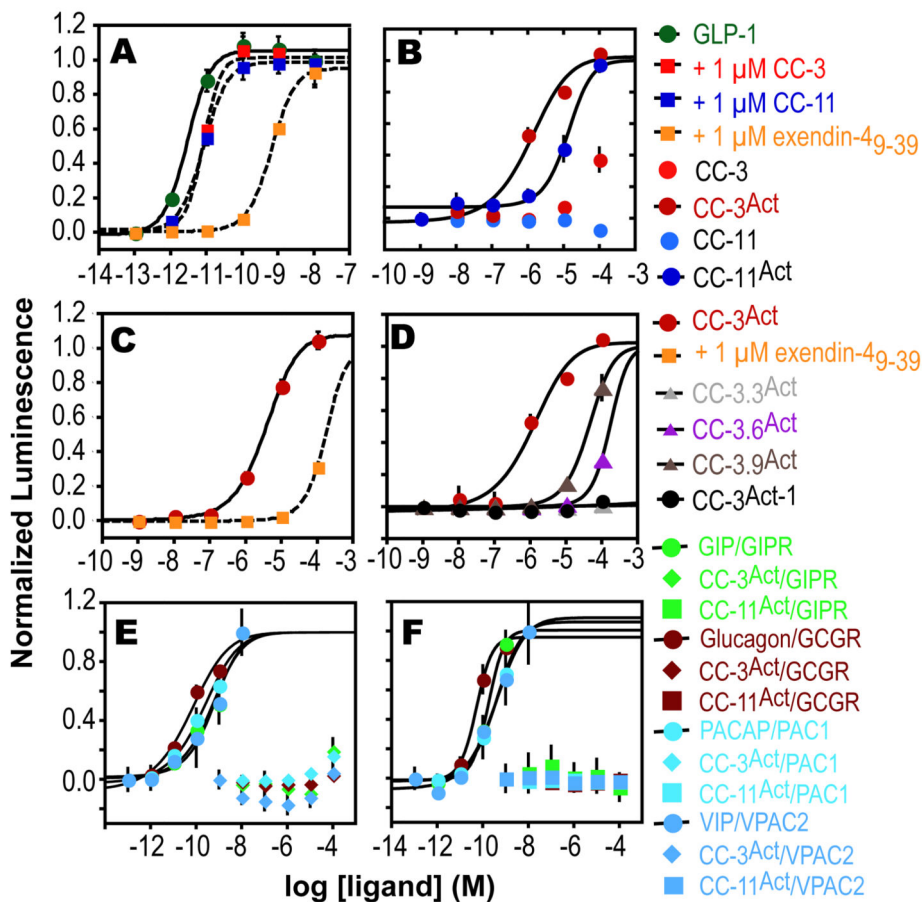 A
1.2
1.0
0.8
0.6
0.4
0.2
0.0
-14 -13 -12 -11 -10 -9 -8 -7
B
-10 -9 -8 -7 -6 -5 -4 -3
GLP-1
+ 1 µM CC-3
+ 1 µM CC-11
+ 1 µM exendin-49-39
CC-3
CC-3Act
CC-11
CC-11Act
Normalized Luminescence
C
1.2
1.0
0.8
0.6
0.4
0.2
0.0
-10 -9 -8 -7 -6 -5 -4 -3
D
-10 -9 -8 -7 -6 -5 -4 -3
CC-3Act
+ 1 µM exendin-49-39
CC-3.3Act
CC-3.6Act
CC-3.9Act
CC-3Act-1
E
1.2
0.8
0.4
0.0
-12 -10 -8 -6 -4
F
-14 -12 -10 -8 -6 -4
GIP/GIPR
CC-3Act/GIPR
CC-11Act/GIPR
Glucagon/GCGR
CC-3Act/GCGR
CC-11Act/GCGR
PACAP/PAC1
CC-3Act/PAC1
CC-11Act/PAC1
VIP/VPAC2
CC-3Act/VPAC2
CC-11Act/VPAC2
log [ligand] (M)